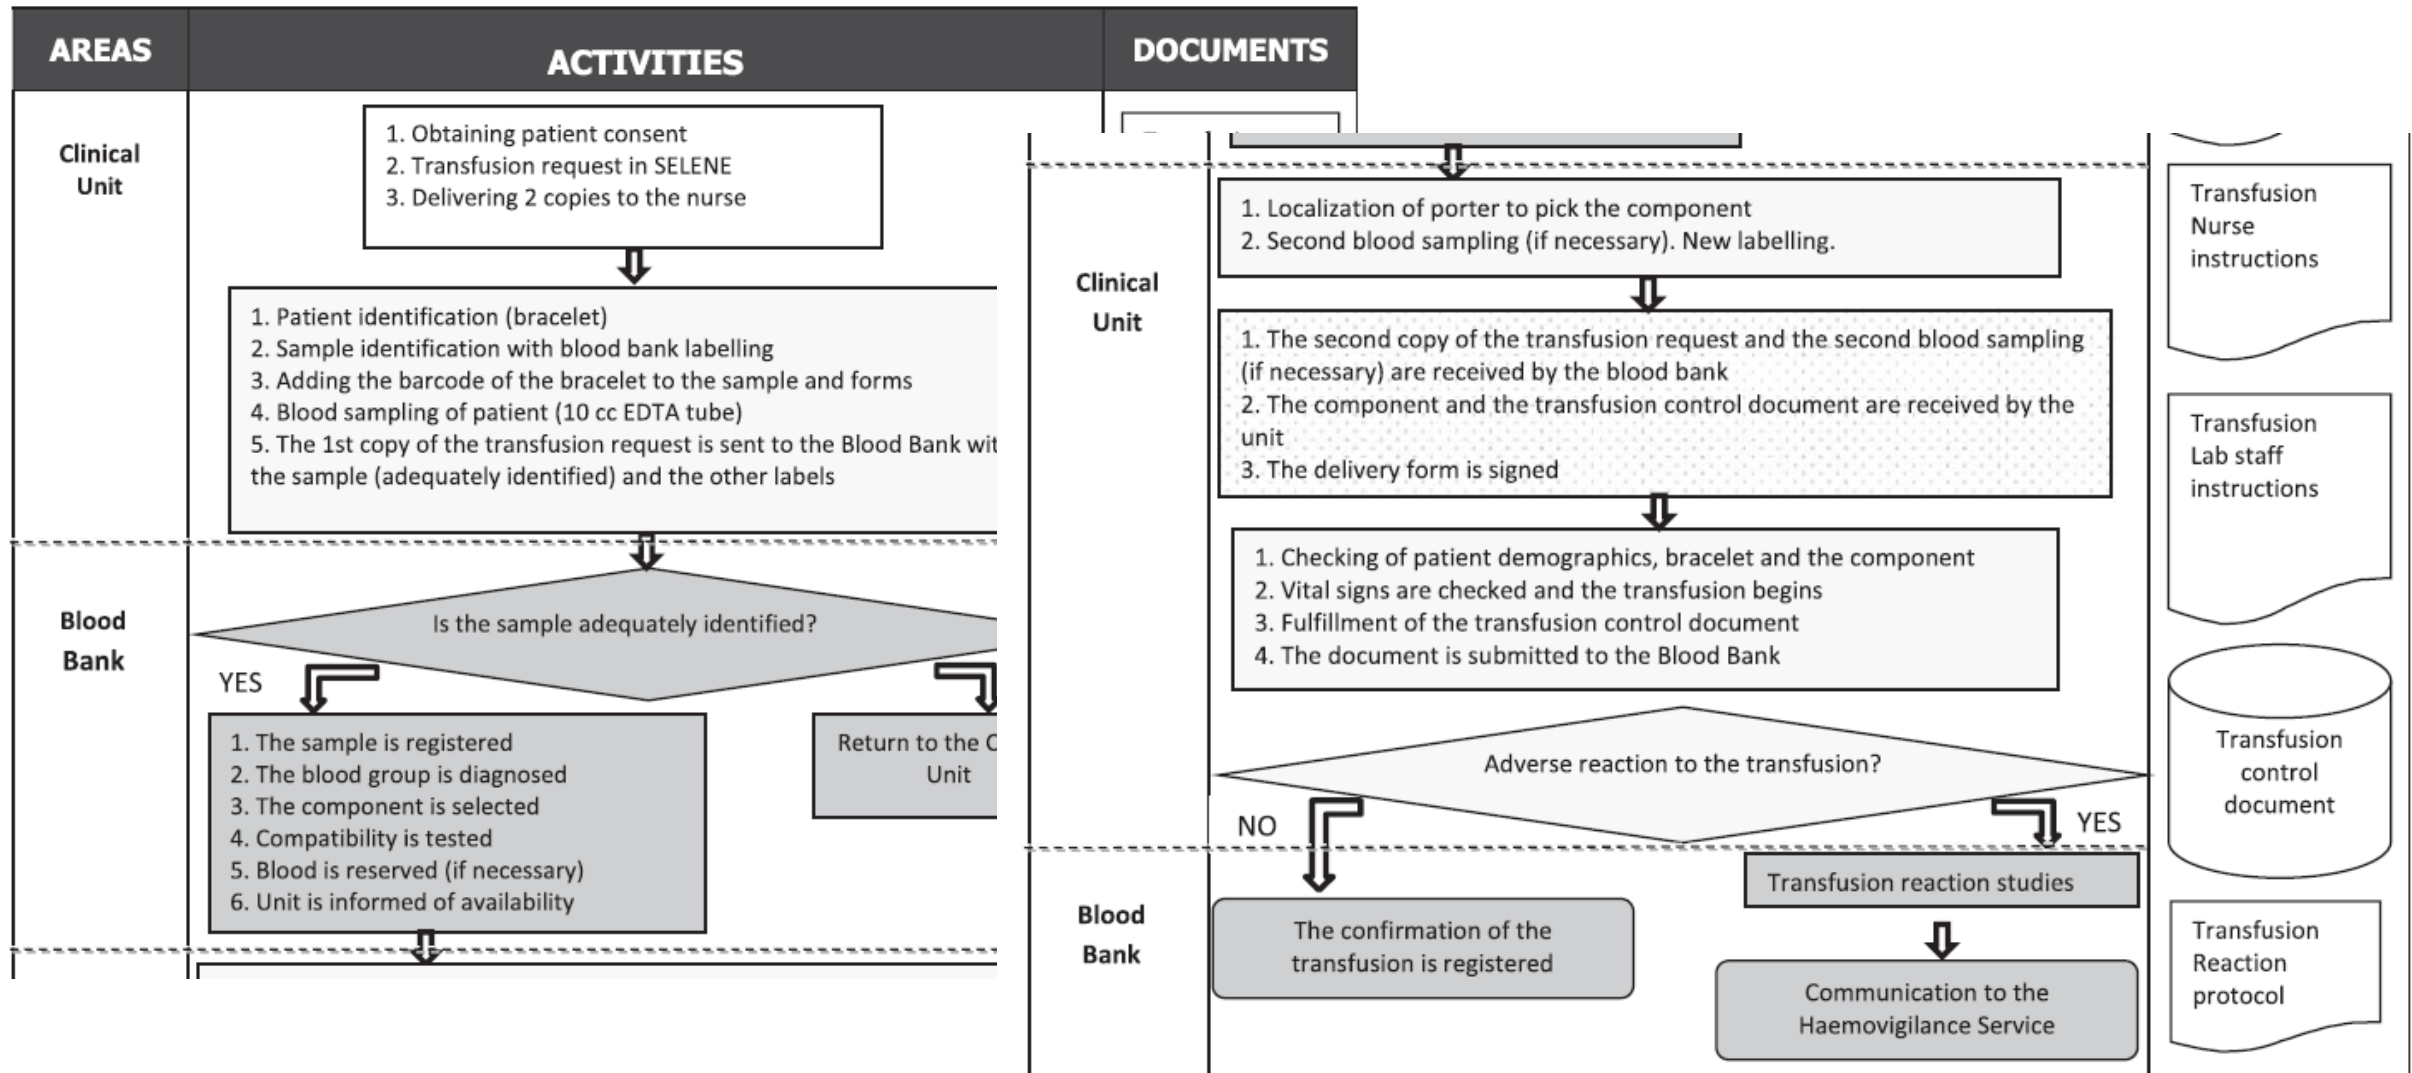 AREAS
ACTIVITIES
DOCUMENTS
Clinical
Unit
1. Obtaining patient consent
2. Transfusion request in SELENE
3. Delivering 2 copies to the nurse
1. Patient identification (bracelet)
2. Sample identification with blood bank labelling
3. Adding the barcode of the bracelet to the sample and forms
4. Blood sampling of patient (10 cc EDTA tube)
5. The 1st copy of the transfusion request is sent to the Blood Bank
the sample (adequately identified) and the other labels
Blood
Bank
Is the sample adequately identified?
YES
1. The sample is registered
2. The blood group is diagnosed
3. The component is selected
4. Compatibility is tested
5. Blood is reserved (if necessary)
6. Unit is informed of availability
Return to the
Unit
Clinical
Unit
1. Localization of porter to pick the component
2. Second blood sampling (if necessary). New labelling.
1. The second copy of the transfusion request and the second blood sampling
(if necessary) are received by the blood bank
2. The component and the transfusion control document are received by the
unit
3. The delivery form is signed
1. Checking of patient demographics, bracelet and the component
2. Vital signs are checked and the transfusion begins
3. Fulfillment of the transfusion control document
4. The document is submitted to the Blood Bank
Adverse reaction to the transfusion?
NO
YES
Blood
Bank
The confirmation of the
transfusion is registered
Transfusion reaction studies
Communication to the
Haemovigilance Service
Transfusion
Nurse
instructions
Transfusion
Lab staff
instructions
Transfusion
control
document
Transfusion
Reaction
protocol